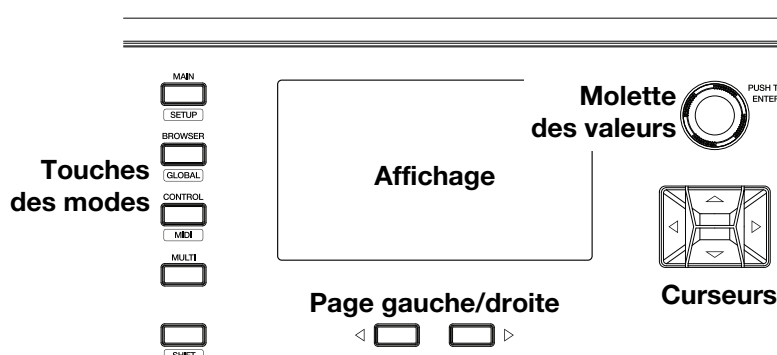 MAIN
SETUP
BROWSER
GLOBAL
CONTROL
MIDI
MULTI
SHIFT
Touches
des modes
Affichage
Molette
des valeurs
PUSH T
ENTER
Page gauche/droite
Curseurs